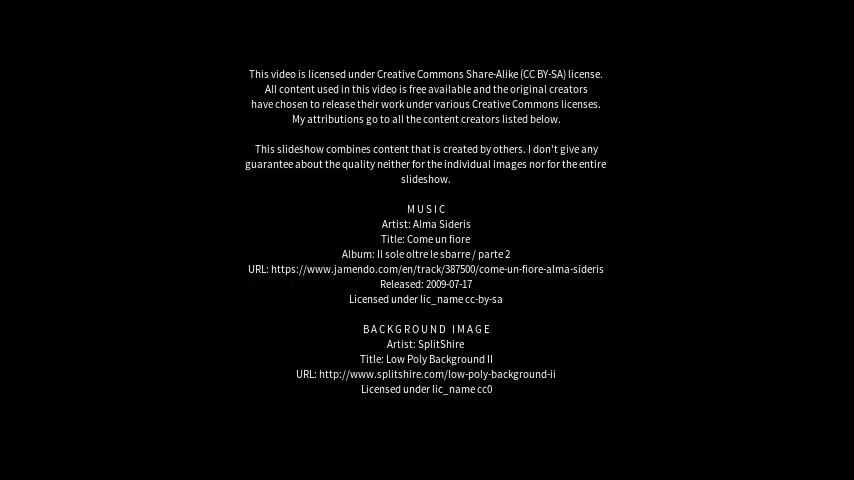 This video is licensed under Creative Commons Share-Alike (CC BY-SA) license.
All content used in this video is free available and the original creators
have chosen to release their work under various Creative Commons licenses.
My attributions go to all the content creators listed below.
This slideshow combines content that is created by others. I don't give any
guarantee about the quality neither for the individual images nor for the entire
slideshow.
MUSIC
Artist: Alma Sideris
Title: Come un fiore
Album: Il sole oltre le sbarre / parte 2
URL: https://www.jamendo.com/en/track/387500/come-un-fiore-alma-sideris
Released: 2009-07-17
Licensed under lic_name cc-by-sa
BACKGROUND IMAGE
Artist: SplitShire
Title: Low Poly Background II
URL: http://www.splitshire.com/low-poly-background-ii
Licensed under lic_name cc0